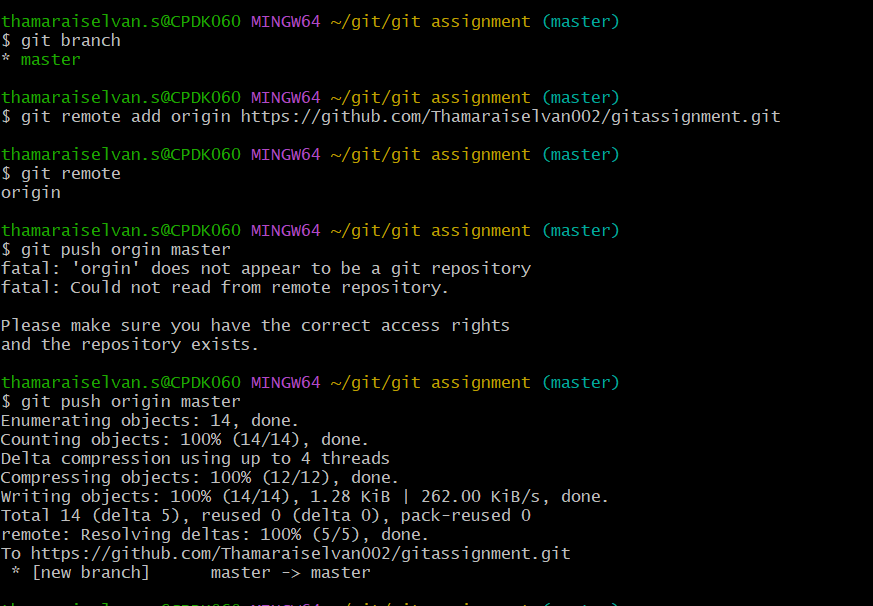 thamaraiselvan.s@CPDK060 MINGW64 ~/git/git assignment (master)
$ git branch
* master
thamaraiselvan.s@CPDK060 MINGW64 ~/git/git assignment (master)
$ git remote add origin https://github.com/Thamaraiselvan002/gitassignment.git
thamaraiselvan.s@CPDK060 MINGW64 ~/git/git assignment (master)
$ git remote
origin
thamaraiselvan.s@CPDK060 MINGW64 ~/git/git assignment (master)
$ git push orgin master
fatal: 'orgin' does not appear to be a git repository
fatal: Could not read from remote repository.
Please make sure you have the correct access rights
and the repository exists.
thamaraiselvan.s@CPDK060 MINGW64 ~/git/git assignment (master)
$ git push origin master
Enumerating objects: 14, done.
Counting objects: 100% (14/14), done.
Delta compression using up to 4 threads
Compressing objects: 100% (12/12), done.
Writing objects: 100% (14/14), 1.28 KiB | 262.00 KiB/s, done.
Total 14 (delta 5), reused 0 (delta 0), pack-reused 0
remote: Resolving deltas: 100% (5/5), done.
To https://github.com/Thamaraiselvan002/gitassignment.git
 * [new branch]      master -> master